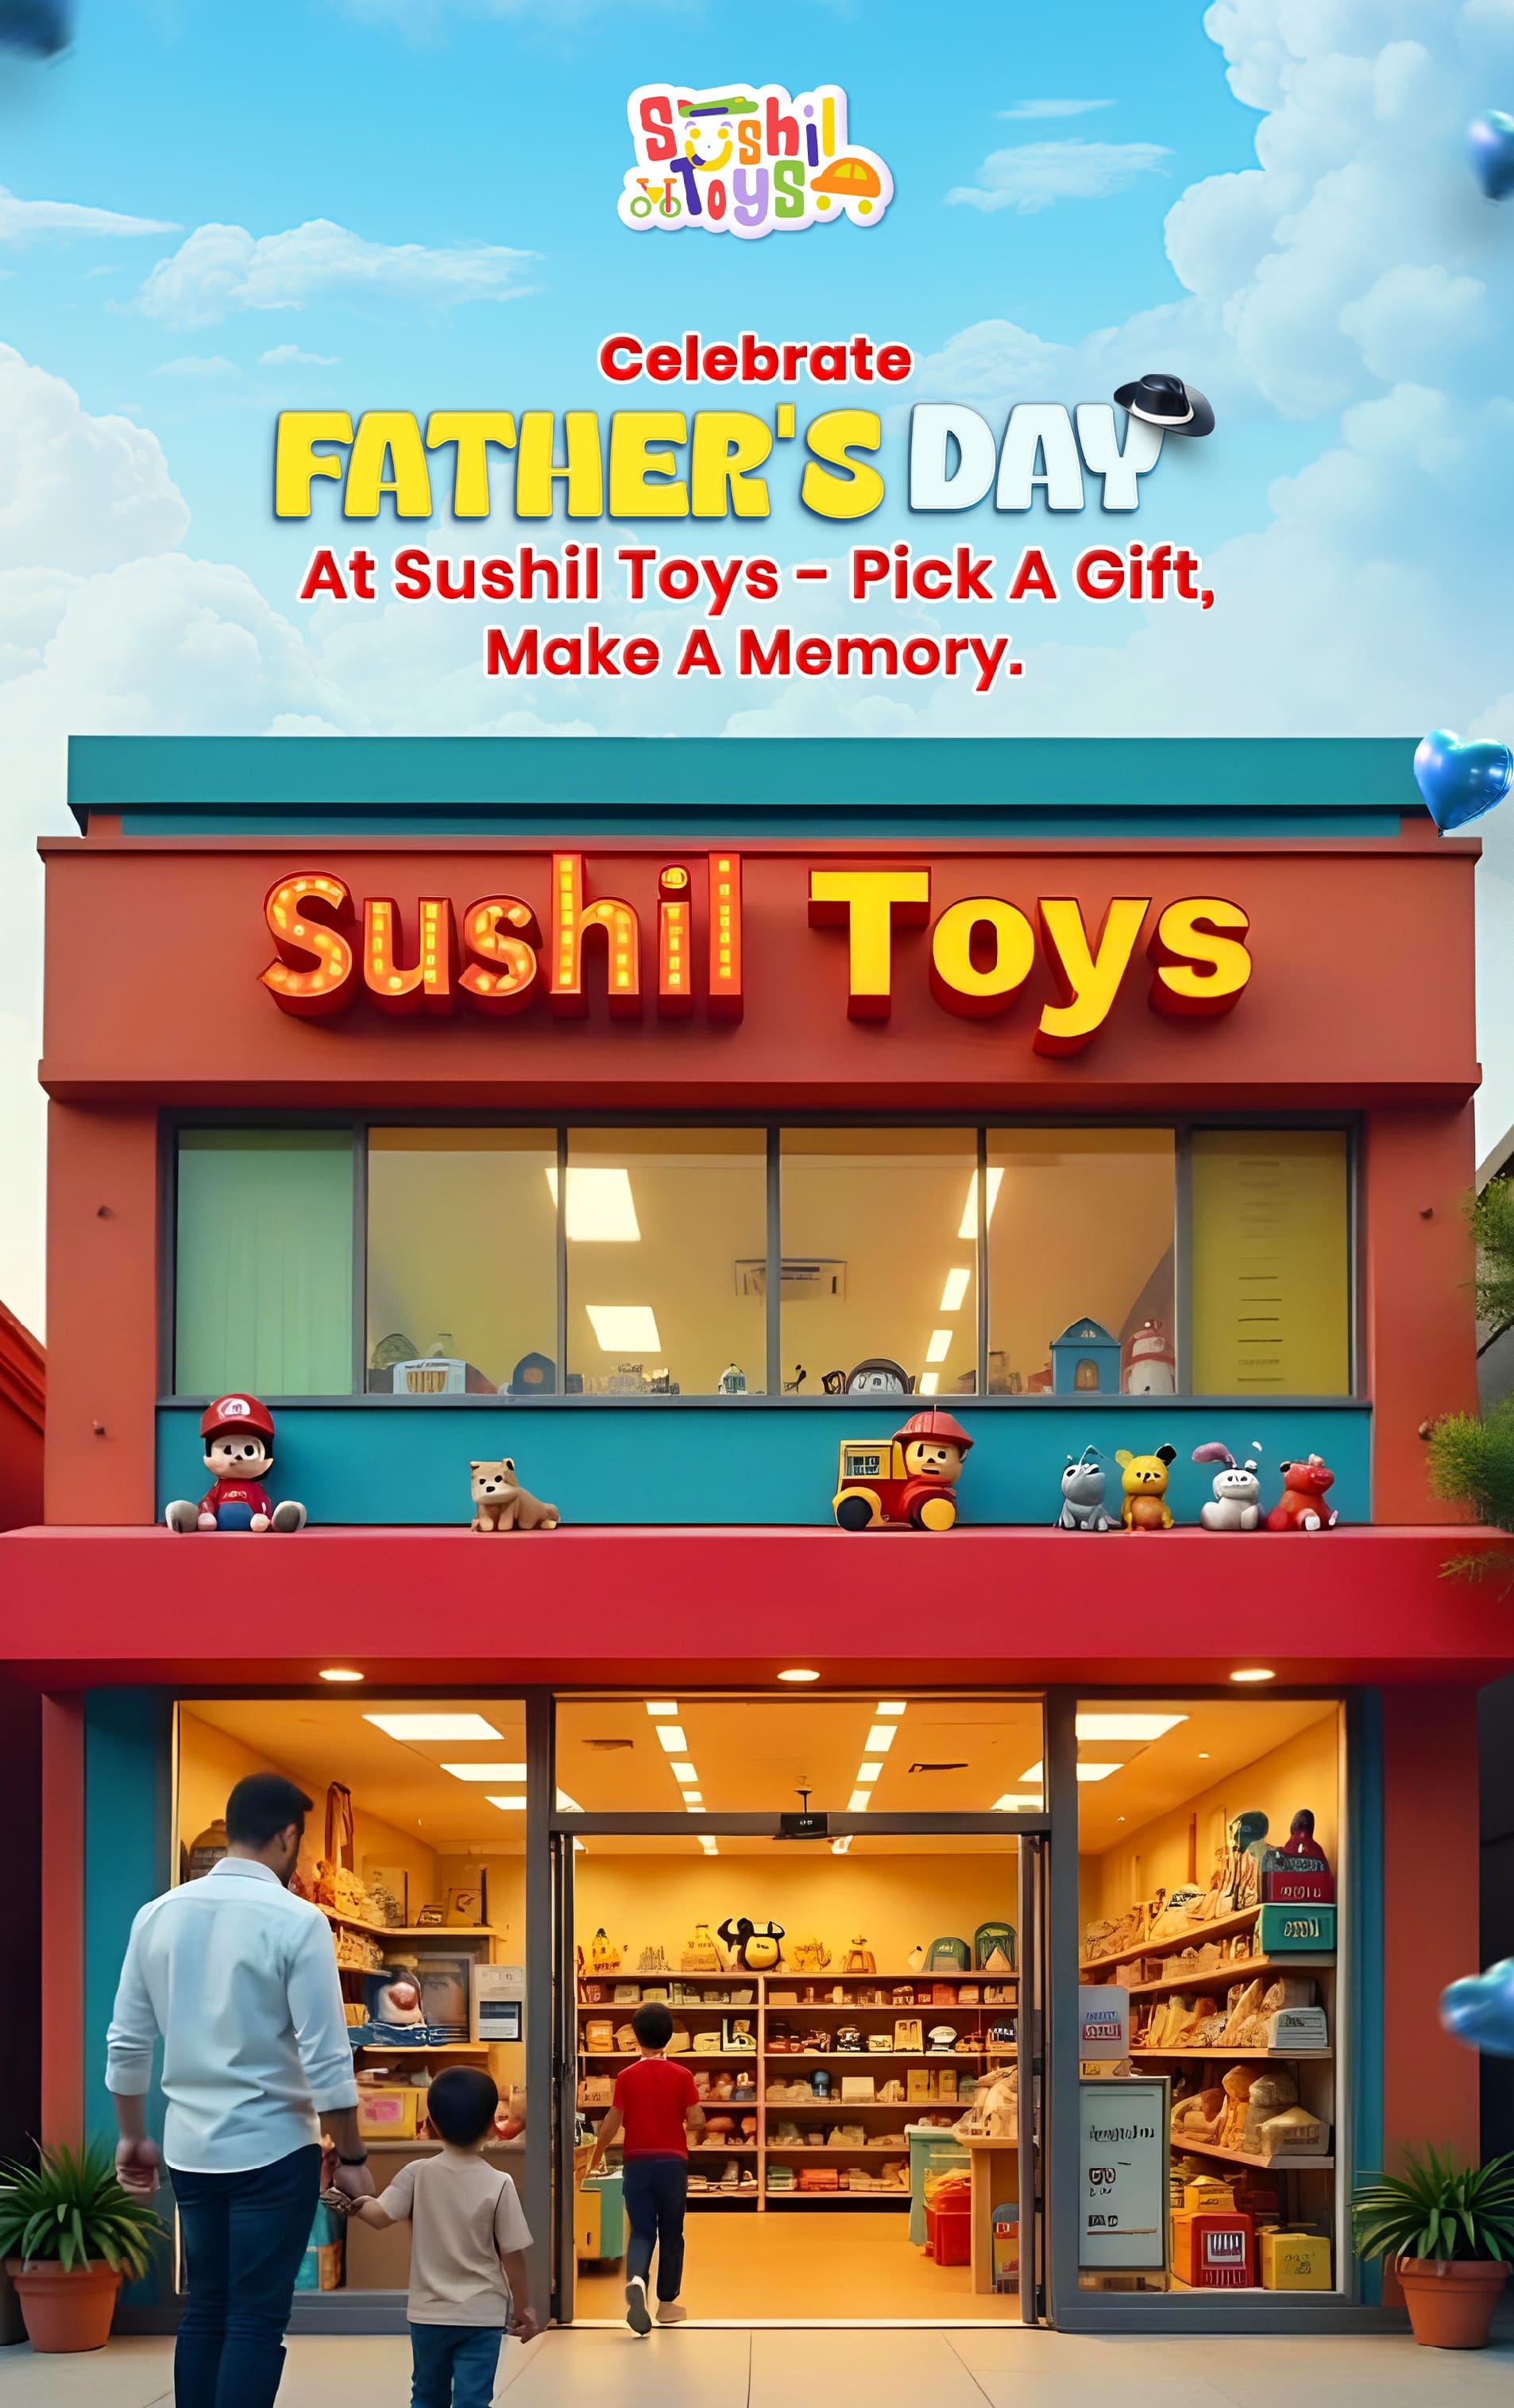 Sushil
Toys
Celebrate
FATHER'S DAY
At Sushil Toys - Pick A Gift,
Make A Memory.
Sushil Toys